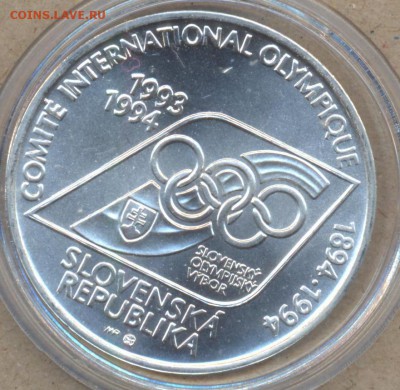 COINS.LAVE.RU
COMITÉ INTERNATIONAL OLYMPIQUE
1894·1994
1993
1994
SLOVENSKÝ
OLYMPIJSKÝ
VÝBOR
SLOVENSKÁ
REPUBLIKA